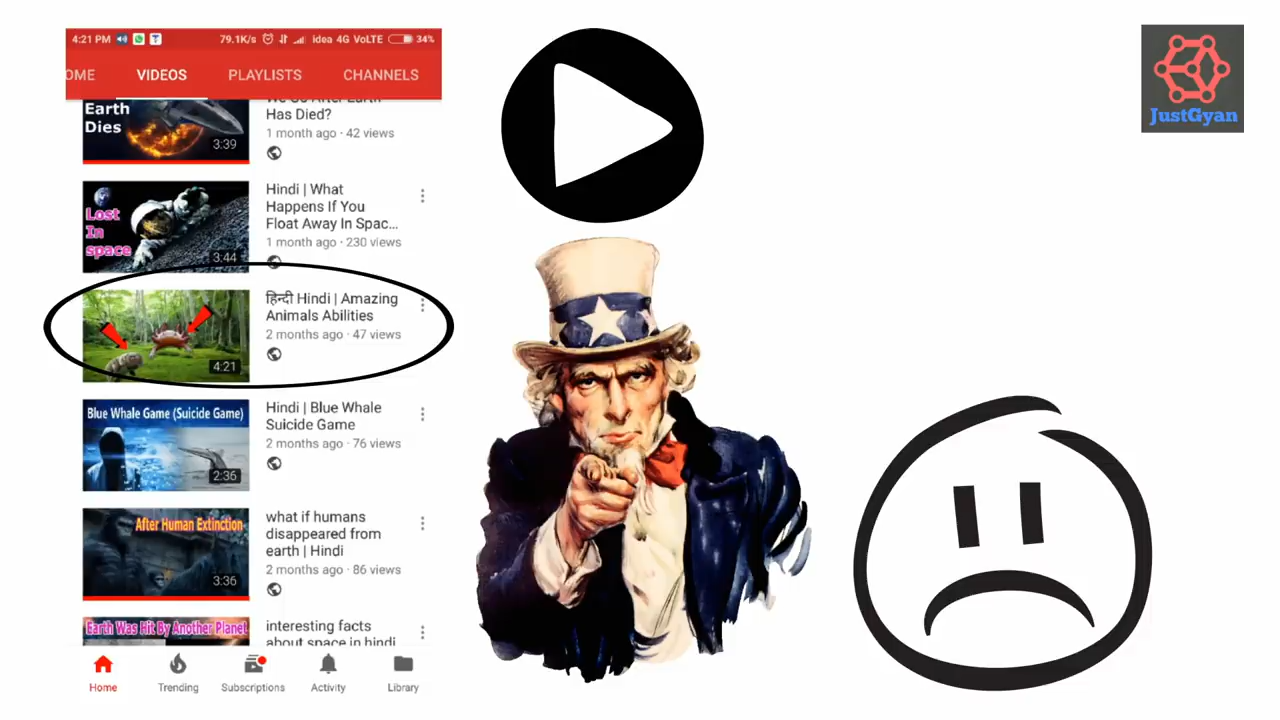 4:21 PM 79.1K/s idea 4G VoLTE 34%
OME VIDEOS PLAYLISTS CHANNELS
Earth
Dies
3:39
We Go After Earth
Has Died?
1 month ago · 42 views
Lost
In
space
3:44
Hindi | What
Happens If You
Float Away In Spac...
1 month ago · 230 views
4:21
हिन्दी Hindi | Amazing
Animals Abilities
2 months ago · 47 views
Blue Whale Game (Suicide Game)
2:36
Hindi | Blue Whale
Suicide Game
2 months ago · 76 views
After Human Extinction
3:36
what if humans
disappeared from
earth | Hindi
2 months ago · 86 views
Earth Was Hit By Another Planet
interesting facts
about space in hindi
Home Trending Subscriptions Activity Library
JustGyan